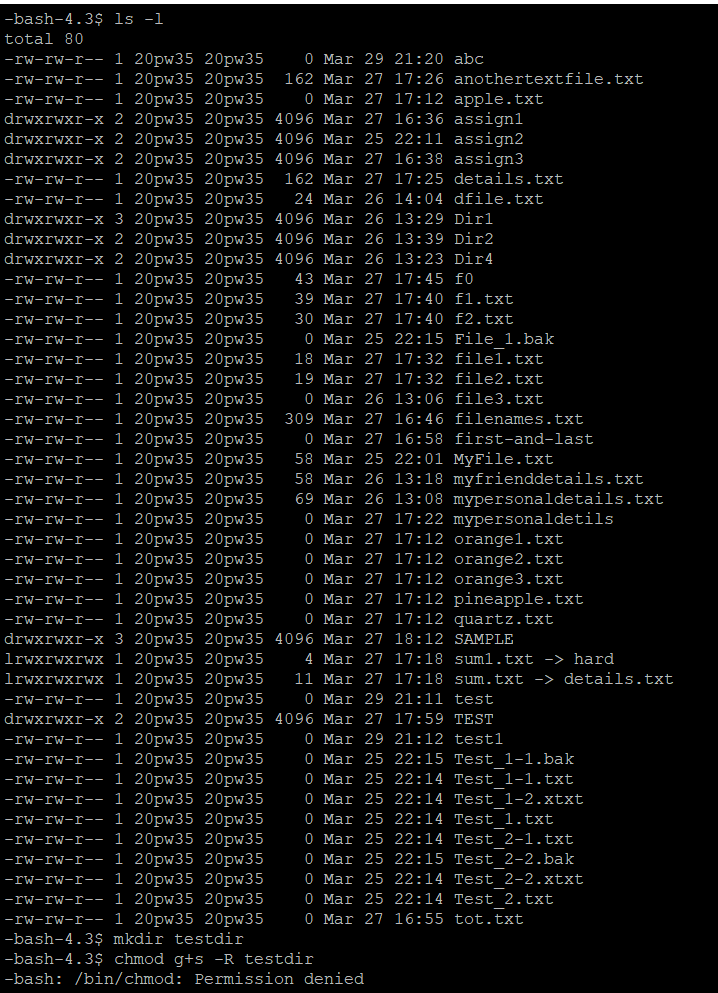 -bash-4.3$ ls -l
total 80
-rw-rw-r-- 1 20pw35 20pw35    0 Mar 29 21:20 abc
-rw-rw-r-- 1 20pw35 20pw35  162 Mar 27 17:26 anothertextfile.txt
-rw-rw-r-- 1 20pw35 20pw35    0 Mar 27 17:12 apple.txt
drwxrwxr-x 2 20pw35 20pw35 4096 Mar 27 16:36 assign1
drwxrwxr-x 2 20pw35 20pw35 4096 Mar 25 22:11 assign2
drwxrwxr-x 2 20pw35 20pw35 4096 Mar 27 16:38 assign3
-rw-rw-r-- 1 20pw35 20pw35  162 Mar 27 17:25 details.txt
-rw-rw-r-- 1 20pw35 20pw35   24 Mar 26 14:04 dfile.txt
drwxrwxr-x 3 20pw35 20pw35 4096 Mar 26 13:29 Dir1
drwxrwxr-x 2 20pw35 20pw35 4096 Mar 26 13:39 Dir2
drwxrwxr-x 2 20pw35 20pw35 4096 Mar 26 13:23 Dir4
-rw-rw-r-- 1 20pw35 20pw35   43 Mar 27 17:45 f0
-rw-rw-r-- 1 20pw35 20pw35   39 Mar 27 17:40 f1.txt
-rw-rw-r-- 1 20pw35 20pw35   30 Mar 27 17:40 f2.txt
-rw-rw-r-- 1 20pw35 20pw35    0 Mar 25 22:15 File_1.bak
-rw-rw-r-- 1 20pw35 20pw35   18 Mar 27 17:32 file1.txt
-rw-rw-r-- 1 20pw35 20pw35   19 Mar 27 17:32 file2.txt
-rw-rw-r-- 1 20pw35 20pw35    0 Mar 26 13:06 file3.txt
-rw-rw-r-- 1 20pw35 20pw35  309 Mar 27 16:46 filenames.txt
-rw-rw-r-- 1 20pw35 20pw35    0 Mar 27 16:58 first-and-last
-rw-rw-r-- 1 20pw35 20pw35   58 Mar 25 22:01 MyFile.txt
-rw-rw-r-- 1 20pw35 20pw35   58 Mar 26 13:18 myfrienddetails.txt
-rw-rw-r-- 1 20pw35 20pw35   69 Mar 26 13:08 mypersonaldetails.txt
-rw-rw-r-- 1 20pw35 20pw35    0 Mar 27 17:22 mypersonaldetils
-rw-rw-r-- 1 20pw35 20pw35    0 Mar 27 17:12 orange1.txt
-rw-rw-r-- 1 20pw35 20pw35    0 Mar 27 17:12 orange2.txt
-rw-rw-r-- 1 20pw35 20pw35    0 Mar 27 17:12 orange3.txt
-rw-rw-r-- 1 20pw35 20pw35    0 Mar 27 17:12 pineapple.txt
-rw-rw-r-- 1 20pw35 20pw35    0 Mar 27 17:12 quartz.txt
drwxrwxr-x 3 20pw35 20pw35 4096 Mar 27 18:12 SAMPLE
lrwxrwxrwx 1 20pw35 20pw35    4 Mar 27 17:18 sum1.txt -> hard
lrwxrwxrwx 1 20pw35 20pw35   11 Mar 27 17:18 sum.txt -> details.txt
-rw-rw-r-- 1 20pw35 20pw35    0 Mar 29 21:11 test
drwxrwxr-x 2 20pw35 20pw35 4096 Mar 27 17:59 TEST
-rw-rw-r-- 1 20pw35 20pw35    0 Mar 29 21:12 test1
-rw-rw-r-- 1 20pw35 20pw35    0 Mar 25 22:15 Test_1-1.bak
-rw-rw-r-- 1 20pw35 20pw35    0 Mar 25 22:14 Test_1-1.txt
-rw-rw-r-- 1 20pw35 20pw35    0 Mar 25 22:14 Test_1-2.xtxt
-rw-rw-r-- 1 20pw35 20pw35    0 Mar 25 22:14 Test_1.txt
-rw-rw-r-- 1 20pw35 20pw35    0 Mar 25 22:14 Test_2-1.txt
-rw-rw-r-- 1 20pw35 20pw35    0 Mar 25 22:15 Test_2-2.bak
-rw-rw-r-- 1 20pw35 20pw35    0 Mar 25 22:14 Test_2-2.xtxt
-rw-rw-r-- 1 20pw35 20pw35    0 Mar 25 22:14 Test_2.txt
-rw-rw-r-- 1 20pw35 20pw35    0 Mar 27 16:55 tot.txt
-bash-4.3$ mkdir testdir
-bash-4.3$ chmod g+s -R testdir
-bash: /bin/chmod: Permission denied